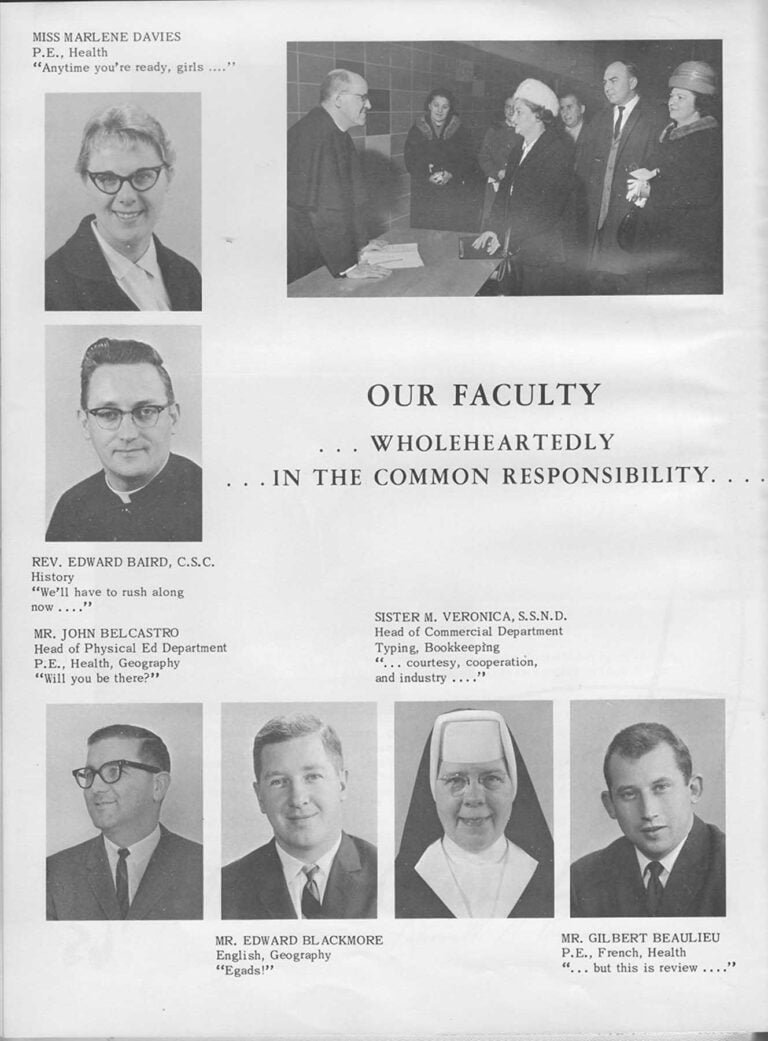 MISS MARLENE DAVIES
P.E., Health
"Anytime you're ready, girls ...."
OUR FACULTY
. . . WHOLEHEARTEDLY
. . . IN THE COMMON RESPONSIBILITY. . . .
REV. EDWARD BAIRD, C.S.C.
History
"We'll have to rush along
now ...."
MR. JOHN BELCASTRO
Head of Physical Ed Department
P.E., Health, Geography
"Will you be there?"
SISTER M. VERONICA, S.S.N.D.
Head of Commercial Department
Typing, Bookkeeping
"... courtesy, cooperation,
and industry ...."
MR. EDWARD BLACKMORE
English, Geography
"Egads!"
MR. GILBERT BEAULIEU
P.E., French, Health
"... but this is review ...."